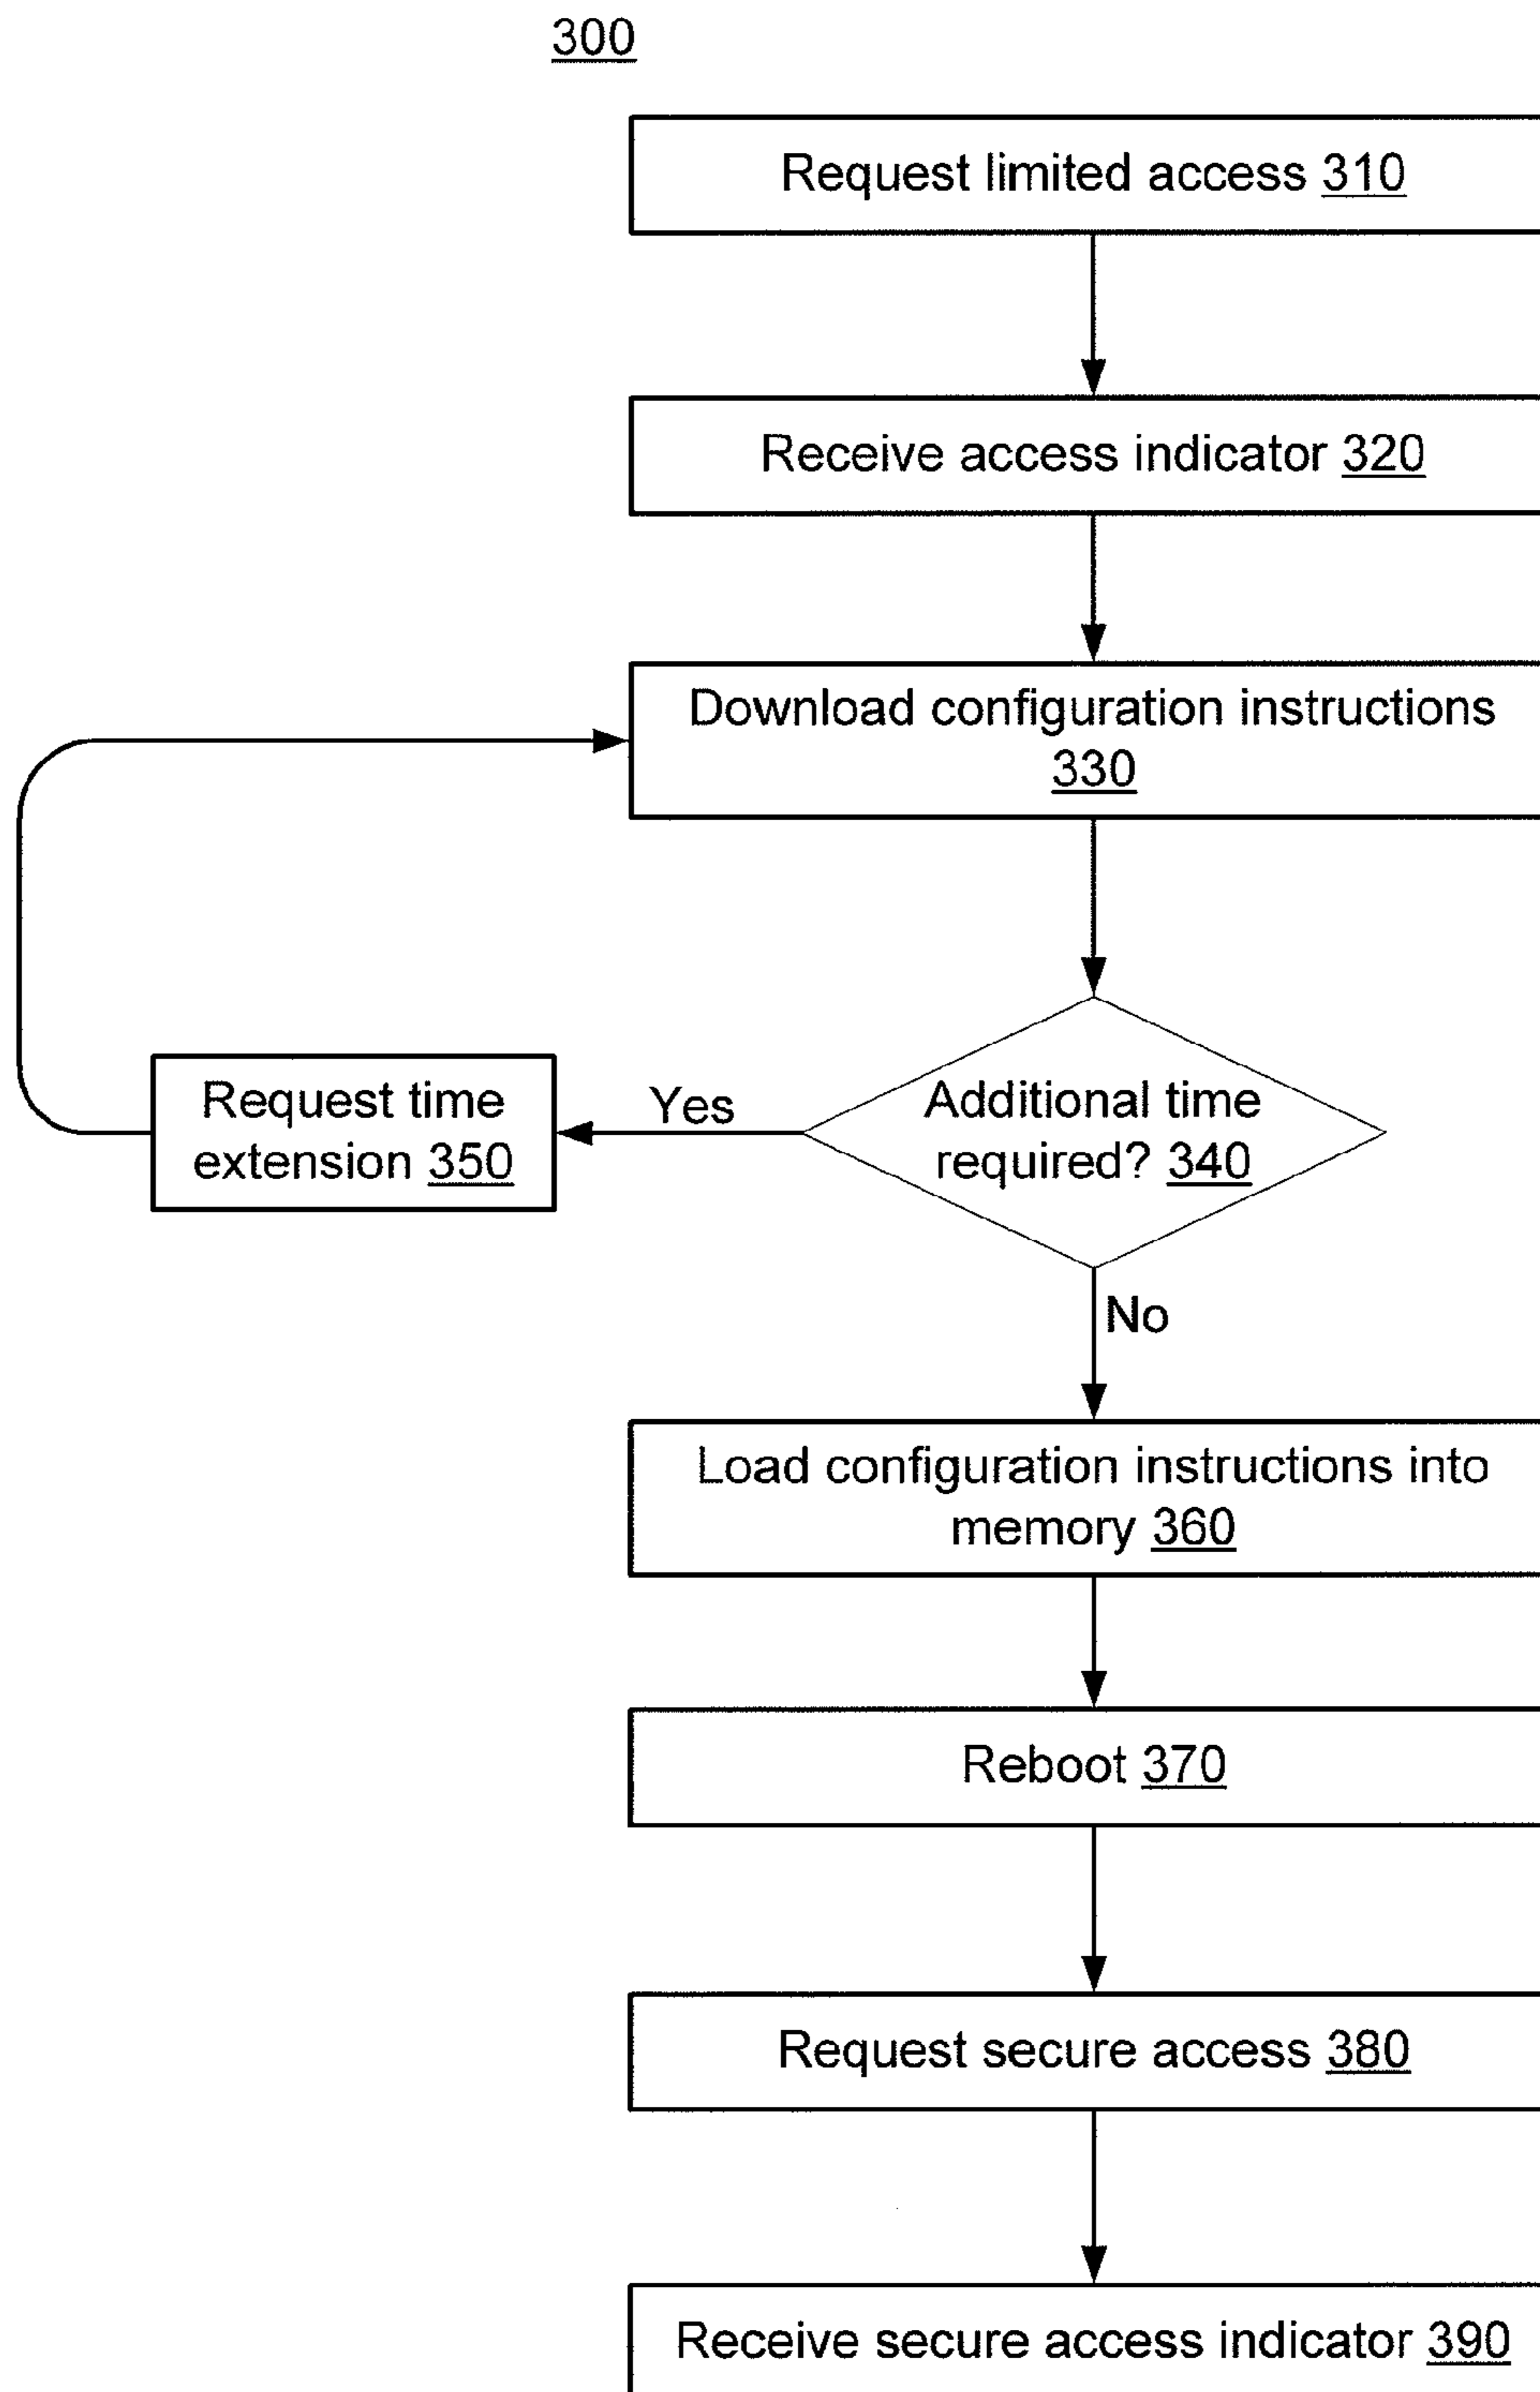 300
Request limited access 310
Receive access indicator 320
Download configuration instructions
330
Additional time
required? 340
Yes
Request time
extension 350
No
Load configuration instructions into
memory 360
Reboot 370
Request secure access 380
Receive secure access indicator 390